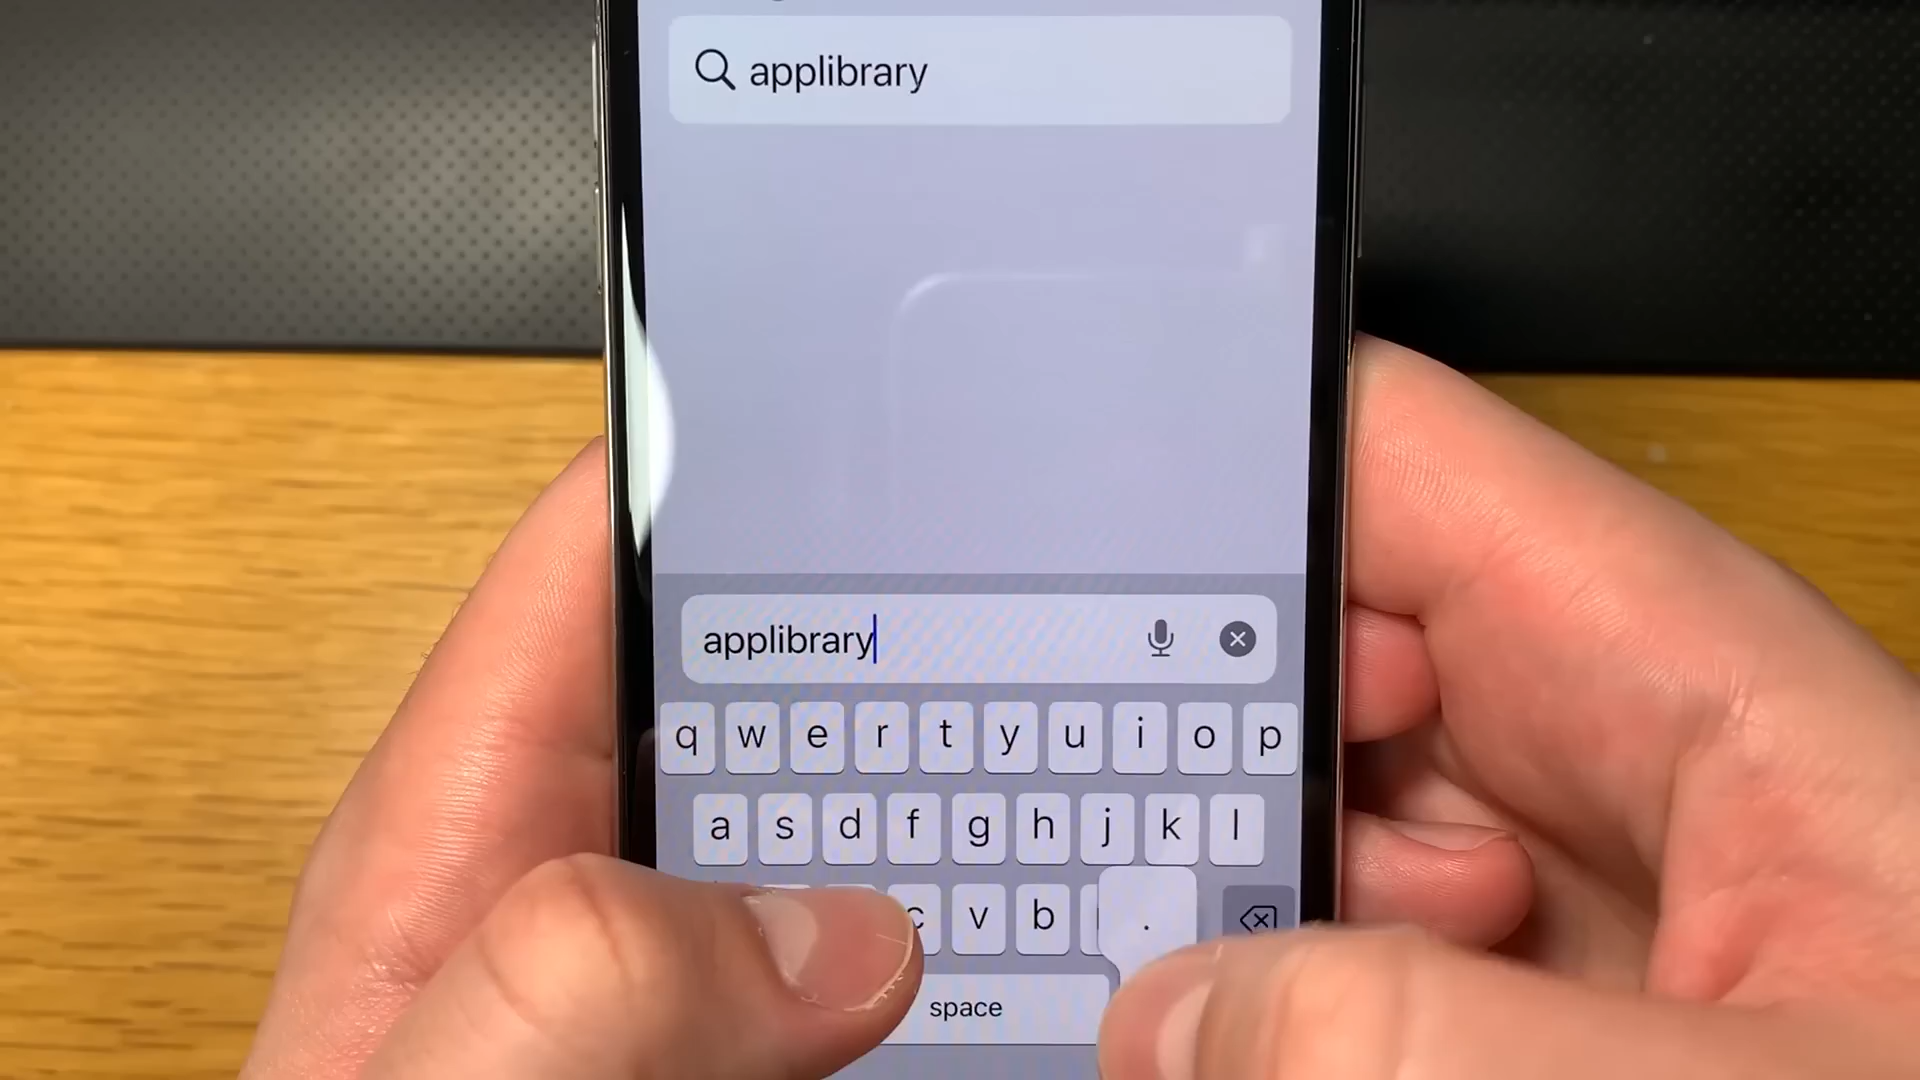 applibrary
applibrary
q w e r t y u i o p
a s d f g h j k l
c v b .
space